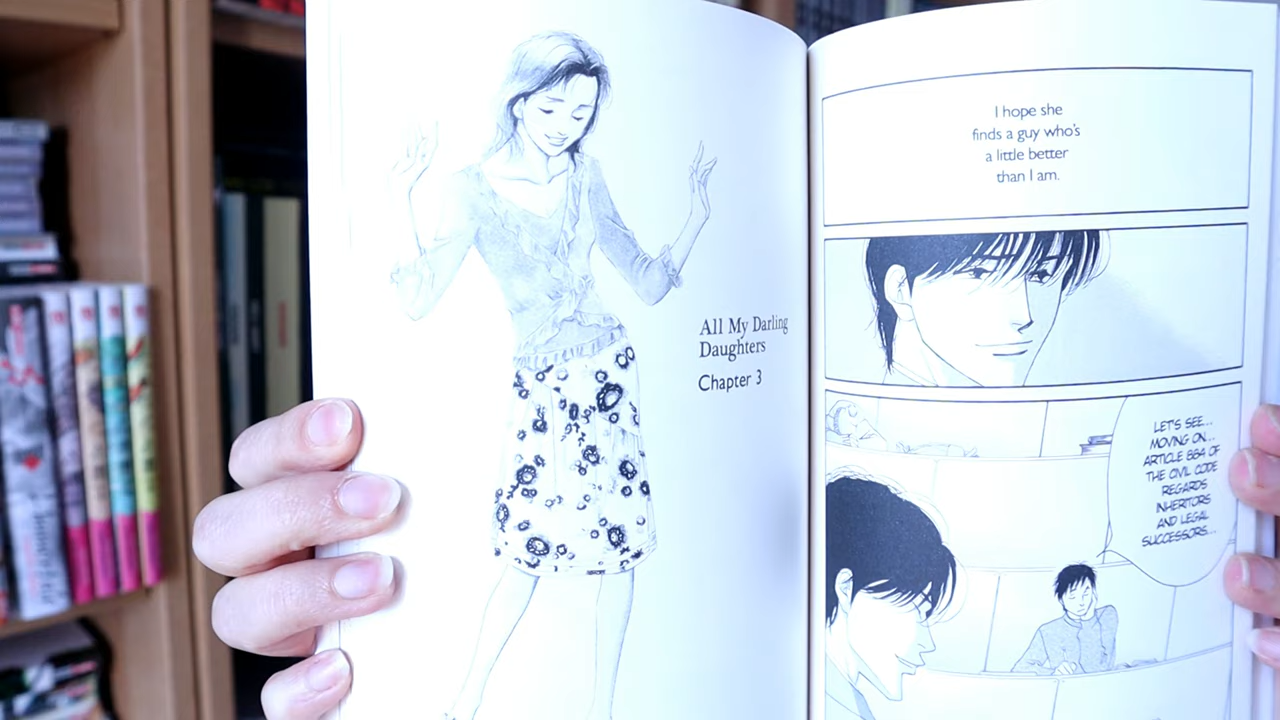 All My Darling
Daughters
Chapter 3
I hope she
finds a guy who's
a little better
than I am.
LET'S SEE...
MOVING ON...
ARTICLE 884 OF
THE CIVIL CODE
REGARDS
INHERITORS
AND LEGAL
SUCCESSORS...